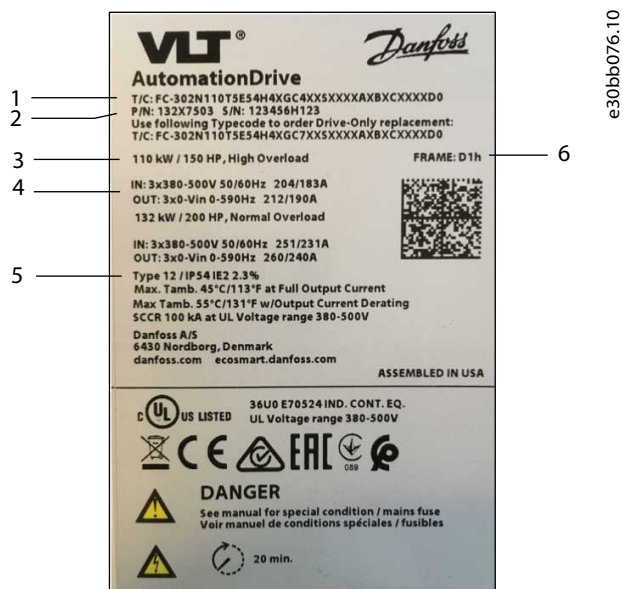 e30bb076.10
VLT®
Danfoss
AutomationDrive
1
T/C: FC-302N110T5E54H4XGC4XXSXXXXAXBXCXXXXD0
2
P/N: 132X7503 S/N: 123456H123
Use following Typecode to order Drive-Only replacement:
T/C: FC-302N110T5E54H4XGC7XXSXXXXAXBXCXXXXD0
3
110 kW / 150 HP, High Overload
FRAME: D1h
6
4
IN: 3x380-500V 50/60Hz 204/183A
OUT: 3x0-Vin 0-590Hz 212/190A
132 kW / 200 HP, Normal Overload
IN: 3x380-500V 50/60Hz 251/231A
OUT: 3x0-Vin 0-590Hz 260/240A
5
Type 12 / IP54 IE2 2.3%
Max. Tamb. 45°C/113°F at Full Output Current
Max Tamb. 55°C/131°F w/Output Current Derating
SCCR 100 kA at UL Voltage range 380-500V
Danfoss A/S
6430 Nordborg, Denmark
danfoss.com ecosmart.danfoss.com
ASSEMBLED IN USA
C UL US LISTED
36U0 E70524 IND. CONT. EQ.
UL Voltage range 380-500V
CE EAC
089
DANGER
See manual for special condition / mains fuse
Voir manuel de conditions spéciales / fusibles
20 min.